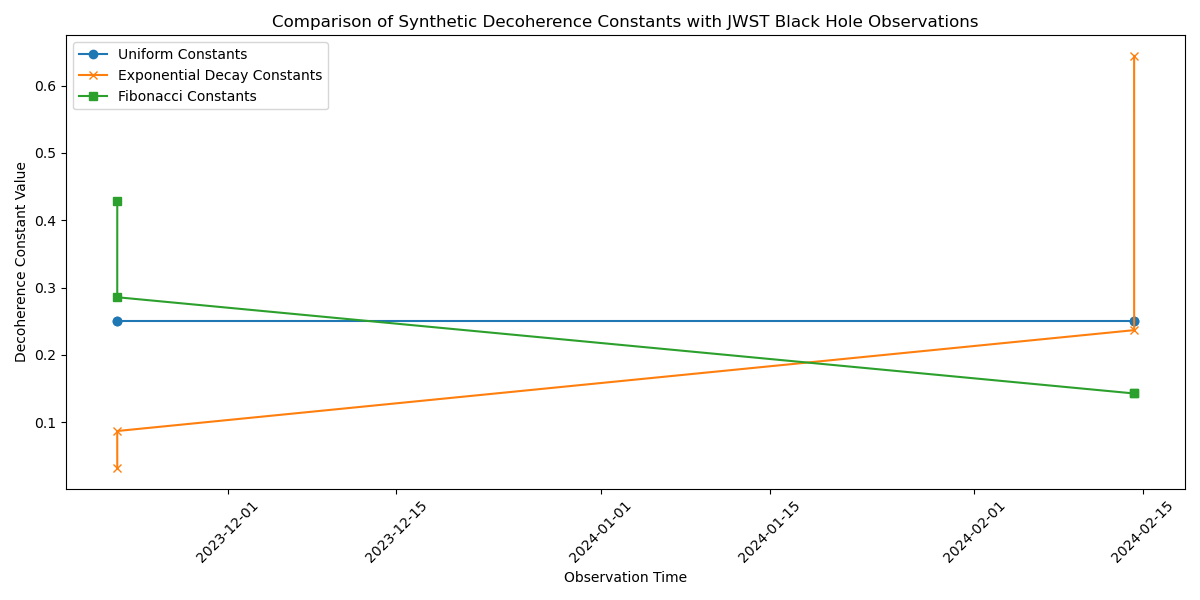 Comparison of Synthetic Decoherence Constants with JWST Black Hole Observations
Uniform Constants
Exponential Decay Constants
Fibonacci Constants
Decoherence Constant Value
0.6
0.5
0.4
0.3
0.2
0.1
2023-12-01
2023-12-15
2024-01-01
2024-01-15
2024-02-01
2024-02-15
Observation Time